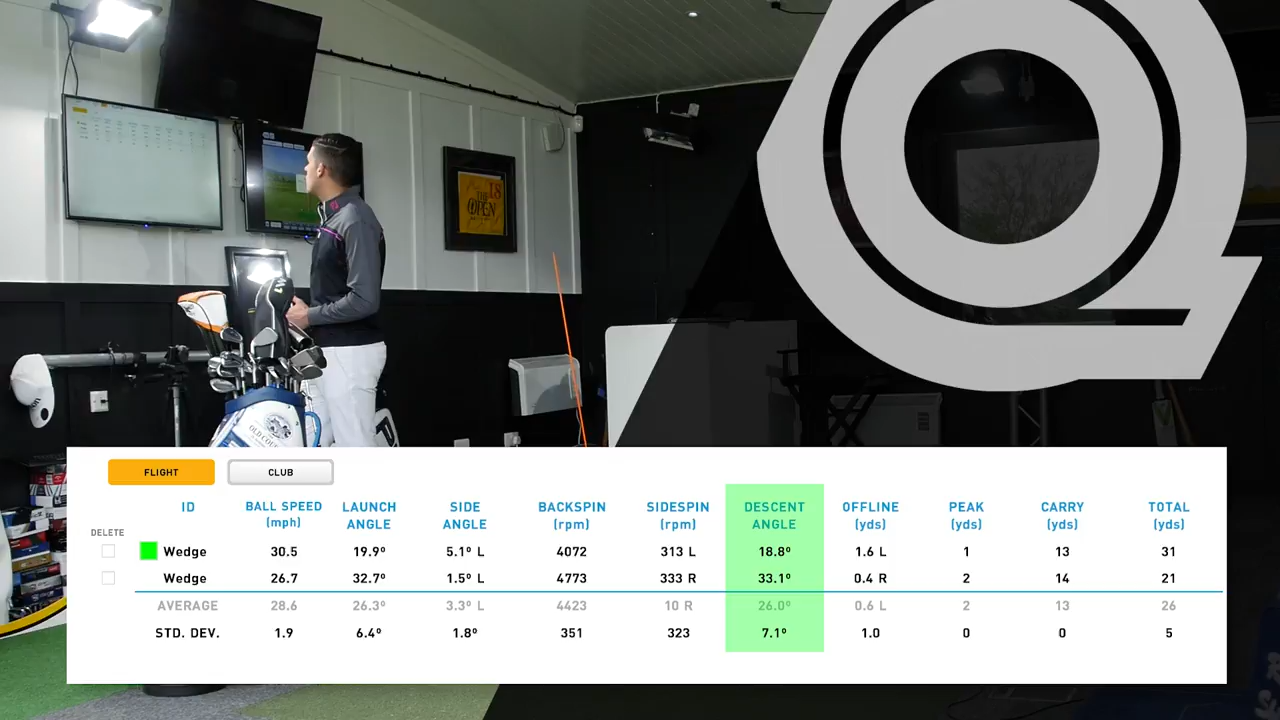 18
THE
OPEN
OLD COURSE
FLIGHT CLUB
ID BALL SPEED (mph) LAUNCH ANGLE SIDE ANGLE BACKSPIN (rpm) SIDESPIN (rpm) DESCENT ANGLE OFFLINE (yds) PEAK (yds) CARRY (yds) TOTAL (yds)
DELETE
Wedge 30.5 19.9º 5.1º L 4072 313 L 18.8º 1.6 L 1 13 31
Wedge 26.7 32.7º 1.5º L 4773 333 R 33.1º 0.4 R 2 14 21
AVERAGE 28.6 26.3º 3.3º L 4423 10 R 26.0º 0.6 L 2 13 26
STD. DEV. 1.9 6.4º 1.8º 351 323 7.1º 1.0 0 0 5